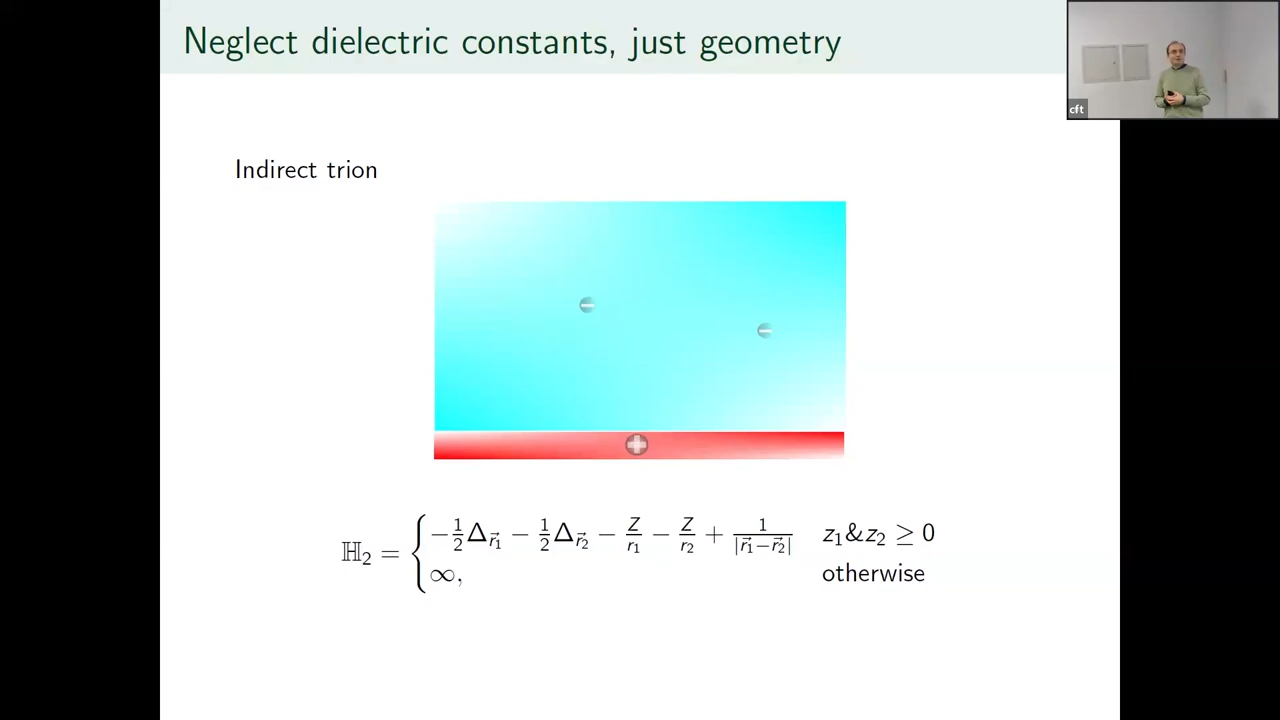 Neglect dielectric constants, just geometry
cft
Indirect trion
ℍ₂ = { −½Δ_{r⃗₁} − ½Δ_{r⃗₂} − Z/r₁ − Z/r₂ + 1/|r⃗₁−r⃗₂|  z₁&z₂ ≥ 0
∞,  otherwise